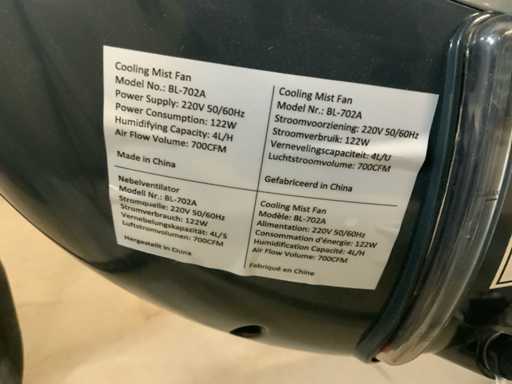 Cooling Mist Fan
Model No.: BL-702A
Power Supply: 220V 50/60Hz
Power Consumption: 122W
Humidifying Capacity: 4L/H
Air Flow Volume: 700CFM
Made in China
Cooling Mist Fan
Model Nr.: BL-702A
Stroomvoorziening: 220V 50/60Hz
Stroomverbruik: 122W
Vernevelingscapaciteit: 4L/U
Luchtstroomvolume: 700CFM
Gefabriceerd in China
Nebelventilator
Modell Nr.: BL-702A
Stromquelle: 220V 50/60Hz
Stromverbrauch: 122W
Vernebelungskapazität: 4L/S
Luftstromvolumen: 700CFM
Hergestellt in China
Cooling Mist Fan
Modèle: BL-702A
Alimentation: 220V 50/60Hz
Consommation d'énergie: 122W
Humidification Capacity: 4L/H
Air Flow Volume: 700CFM
Fabriqué en Chine